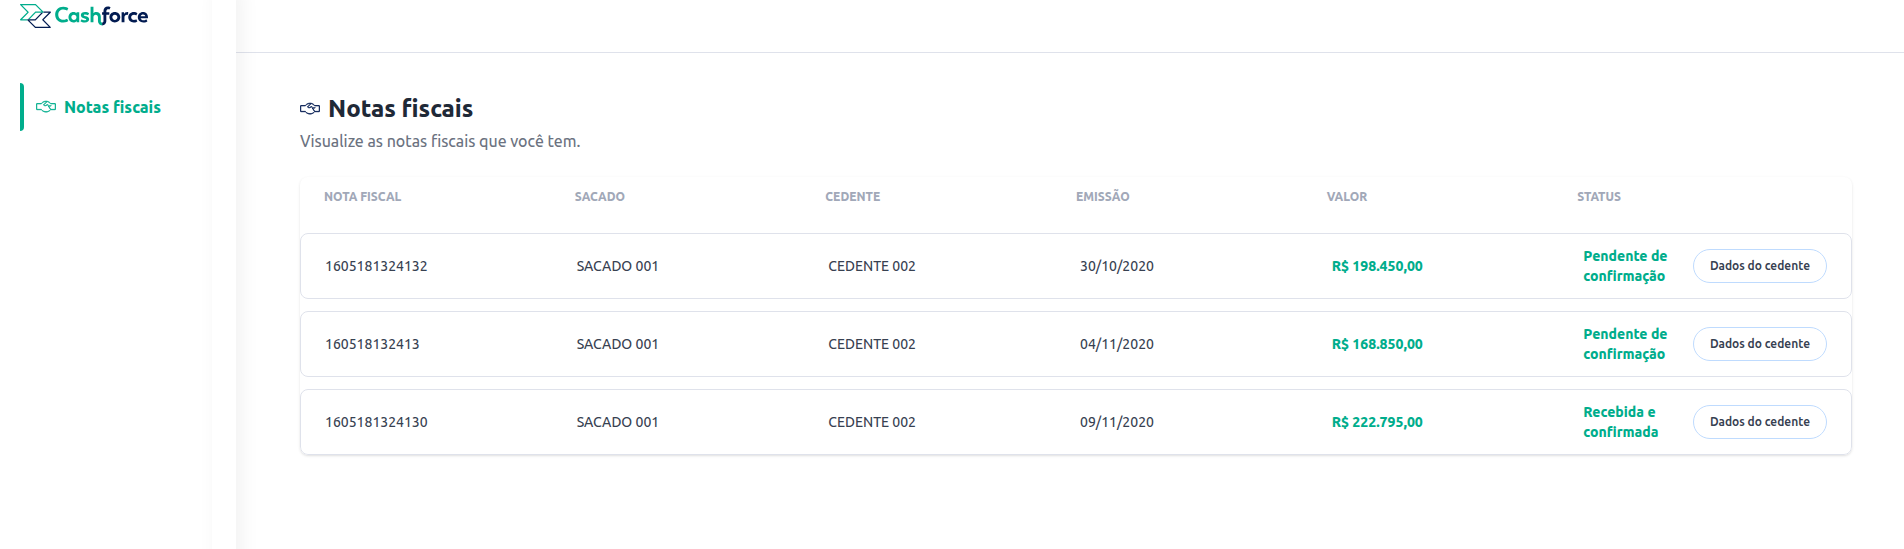 Cashforce
Notas fiscais
Notas fiscais
Visualize as notas fiscais que você tem.
NOTA FISCAL SACADO CEDENTE EMISSÃO VALOR STATUS
1605181324132 SACADO 001 CEDENTE 002 30/10/2020 R$ 198.450,00 Pendente de confirmação Dados do cedente
160518132413 SACADO 001 CEDENTE 002 04/11/2020 R$ 168.850,00 Pendente de confirmação Dados do cedente
1605181324130 SACADO 001 CEDENTE 002 09/11/2020 R$ 222.795,00 Recebida e confirmada Dados do cedente